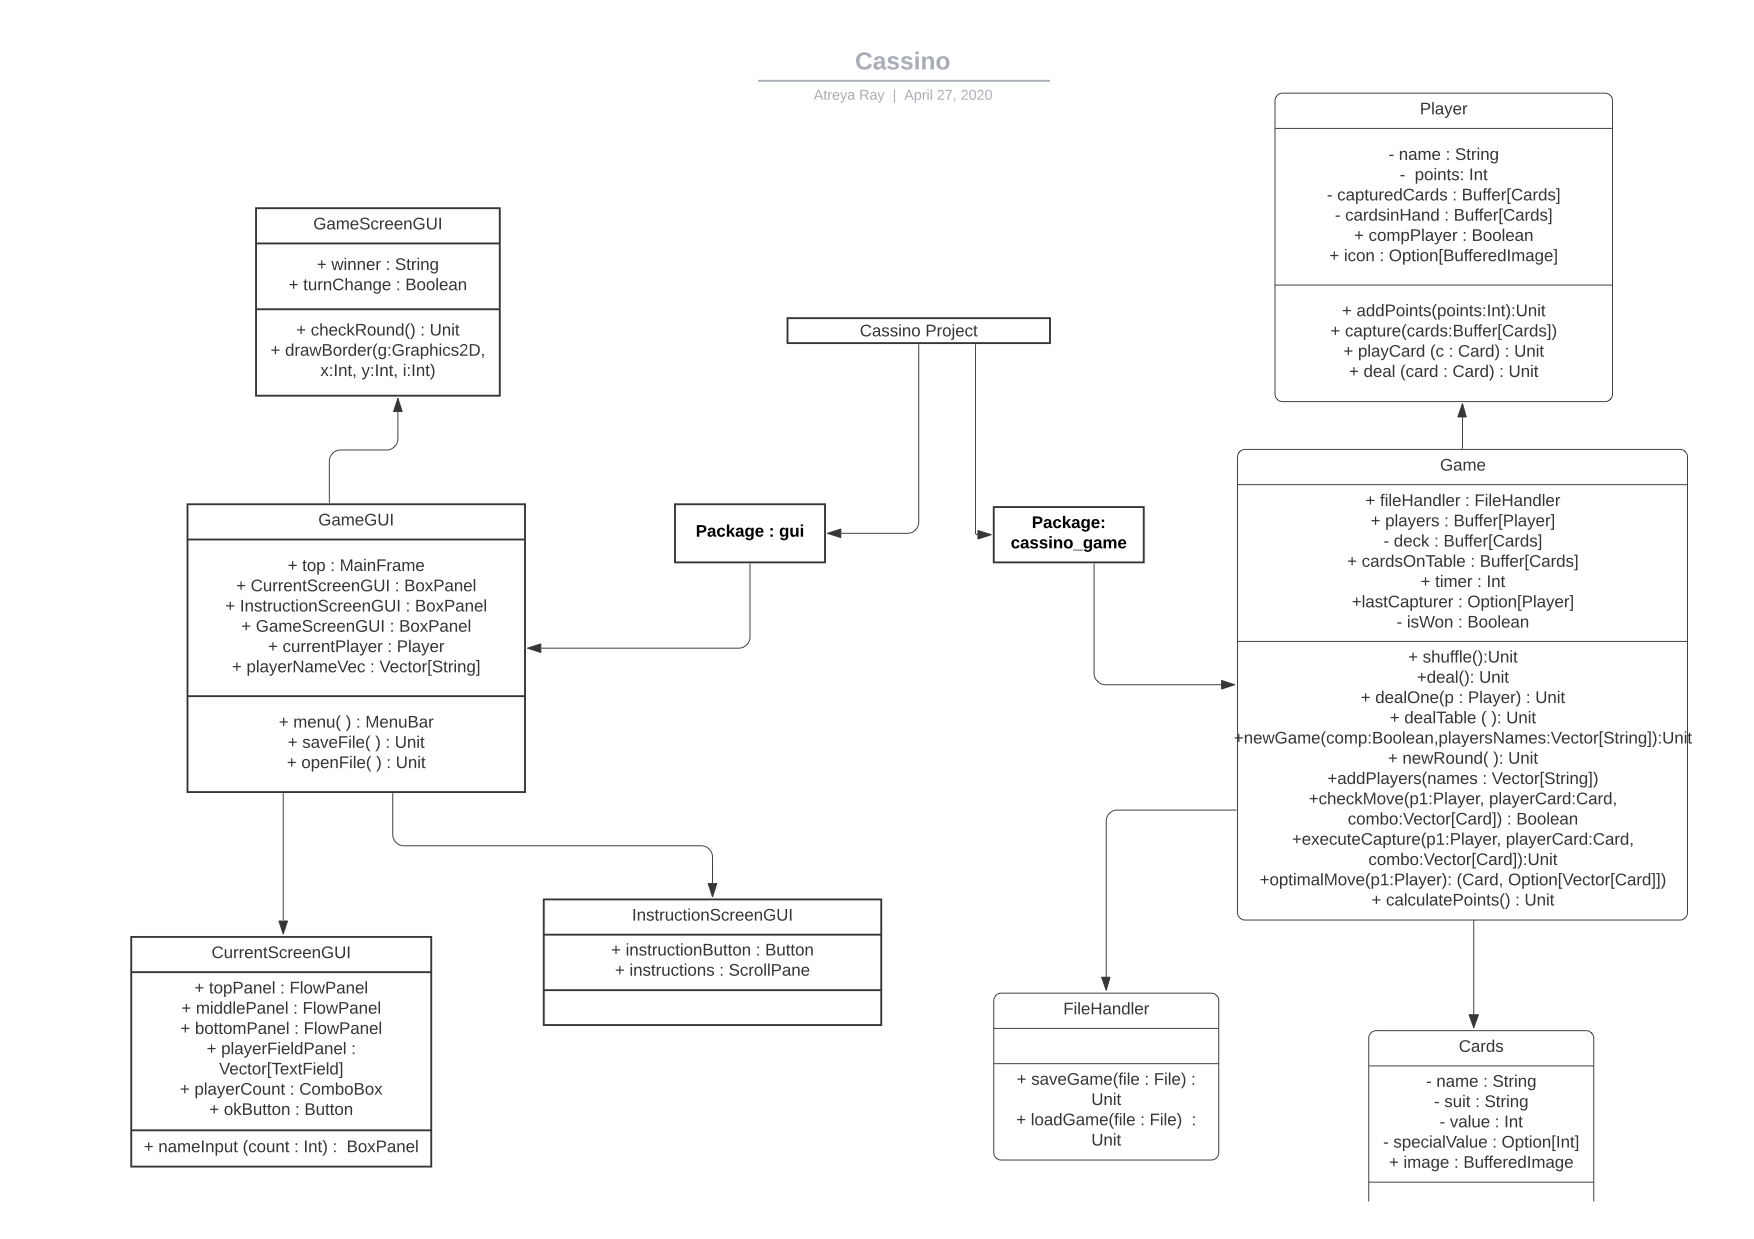 Cassino
Atreya Ray  |  April 27, 2020
Player
- name : String
-  points: Int
- capturedCards : Buffer[Cards]
- cardsinHand : Buffer[Cards]
+ compPlayer : Boolean
+ icon : Option[BufferedImage]
+ addPoints(points:Int):Unit
+ capture(cards:Buffer[Cards])
+ playCard (c : Card) : Unit
+ deal (card : Card) : Unit
GameScreenGUI
+ winner : String
+ turnChange : Boolean
+ checkRound() : Unit
+ drawBorder(g:Graphics2D,
x:Int, y:Int, i:Int)
Cassino Project
Game
+ fileHandler : FileHandler
+ players : Buffer[Player]
- deck : Buffer[Cards]
+ cardsOnTable : Buffer[Cards]
+ timer : Int
+lastCapturer : Option[Player]
- isWon : Boolean
+ shuffle():Unit
+deal(): Unit
+ dealOne(p : Player) : Unit
+ dealTable ( ): Unit
+newGame(comp:Boolean,playersNames:Vector[String]):Unit
+ newRound( ): Unit
+addPlayers(names : Vector[String])
+checkMove(p1:Player, playerCard:Card,
combo:Vector[Card]) : Boolean
+executeCapture(p1:Player, playerCard:Card,
combo:Vector[Card]):Unit
+optimalMove(p1:Player): (Card, Option[Vector[Card]])
+ calculatePoints() : Unit
GameGUI
+ top : MainFrame
+ CurrentScreenGUI : BoxPanel
+ InstructionScreenGUI : BoxPanel
+ GameScreenGUI : BoxPanel
+ currentPlayer : Player
+ playerNameVec : Vector[String]
+ menu( ) : MenuBar
+ saveFile( ) : Unit
+ openFile( ) : Unit
Package : gui
Package:
cassino_game
InstructionScreenGUI
+ instructionButton : Button
+ instructions : ScrollPane
CurrentScreenGUI
+ topPanel : FlowPanel
+ middlePanel : FlowPanel
+ bottomPanel : FlowPanel
+ playerFieldPanel :
Vector[TextField]
+ playerCount : ComboBox
+ okButton : Button
+ nameInput (count : Int) :  BoxPanel
FileHandler
+ saveGame(file : File) :
Unit
+ loadGame(file : File)  :
Unit
Cards
- name : String
- suit : String
- value : Int
- specialValue : Option[Int]
+ image : BufferedImage